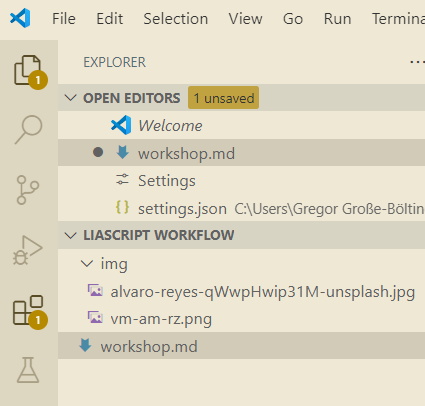 File Edit Selection View Go Run Termina
EXPLORER ...
1
OPEN EDITORS 1 unsaved
Welcome
workshop.md
Settings
{} settings.json C:\Users\Gregor Große-Böltin
LIASCRIPT WORKFLOW
img
alvaro-reyes-qWwpHwip31M-unsplash.jpg
1
vm-am-rz.png
workshop.md